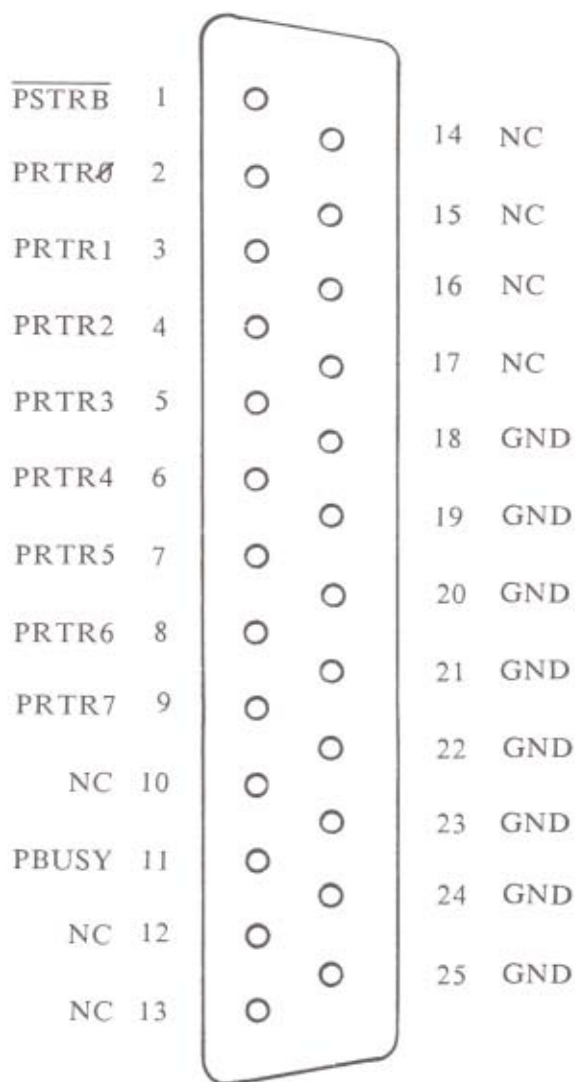 PSTRB 1
PRTR0 2
PRTR1 3
PRTR2 4
PRTR3 5
PRTR4 6
PRTR5 7
PRTR6 8
PRTR7 9
NC 10
PBUSY 11
NC 12
NC 13
14 NC
15 NC
16 NC
17 NC
18 GND
19 GND
20 GND
21 GND
22 GND
23 GND
24 GND
25 GND